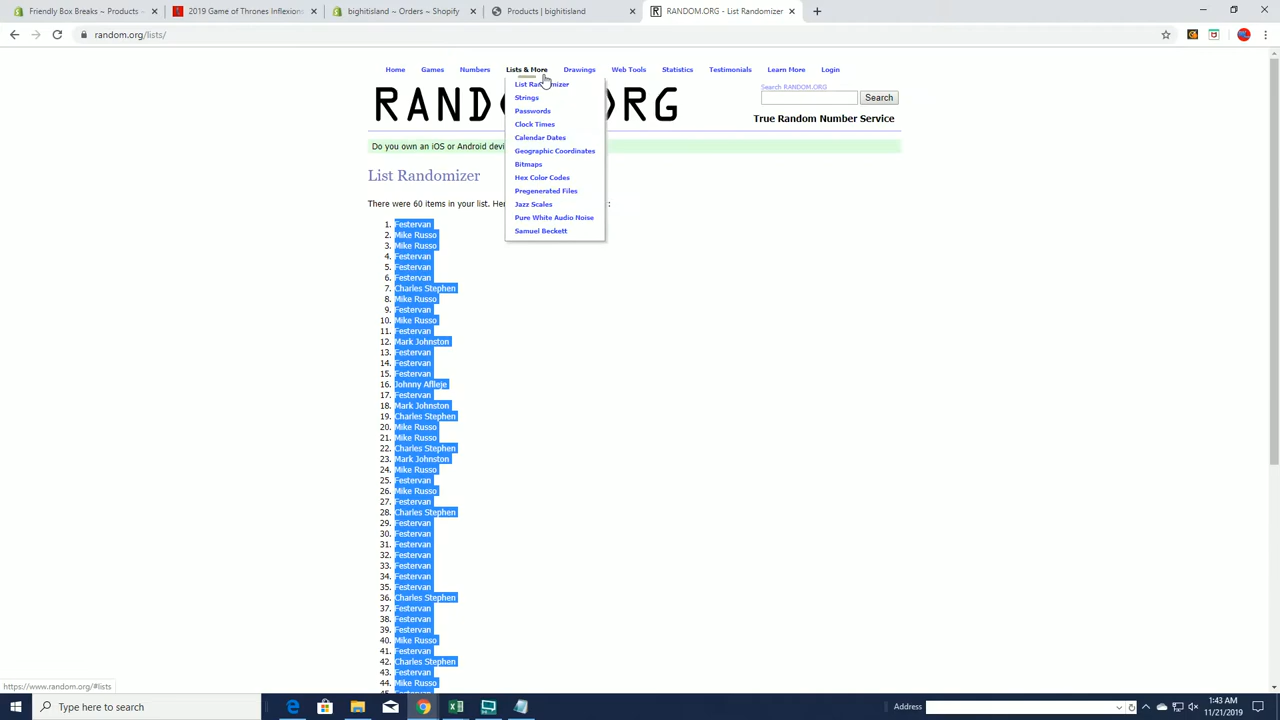 Friendly Box Breaks ~ Products ~
2019 Game of Thrones Inflexion
bighitisland ~ Orders ~
bighitisland ~ Products
RANDOM.ORG - List Randomizer
random.org/lists/
Home Games Numbers Lists & More Drawings Web Tools Statistics Testimonials Learn More Login
List Randomizer
Strings
Passwords
Clock Times
Calendar Dates
Geographic Coordinates
Bitmaps
Hex Color Codes
Pregenerated Files
Jazz Scales
Pure White Audio Noise
Samuel Beckett
RANDOM.ORG
Search RANDOM.ORG
Search
True Random Number Service
Do you own an iOS or Android devi
List Randomizer
There were 60 items in your list. Her :
1. Festervan
2. Mike Russo
3. Mike Russo
4. Festervan
5. Festervan
6. Festervan
7. Charles Stephen
8. Mike Russo
9. Festervan
10. Mike Russo
11. Festervan
12. Mark Johnston
13. Festervan
14. Festervan
15. Festervan
16. Johnny Aflleje
17. Festervan
18. Mark Johnston
19. Charles Stephen
20. Mike Russo
21. Mike Russo
22. Charles Stephen
23. Mark Johnston
24. Mike Russo
25. Festervan
26. Mike Russo
27. Festervan
28. Charles Stephen
29. Festervan
30. Festervan
31. Festervan
32. Festervan
33. Festervan
34. Festervan
35. Festervan
36. Charles Stephen
37. Festervan
38. Festervan
39. Festervan
40. Mike Russo
41. Festervan
42. Charles Stephen
43. Festervan
44. Mike Russo
45. Festervan
https://www.random.org/#lists
Type here to search
Address
1:43 AM
11/21/2019